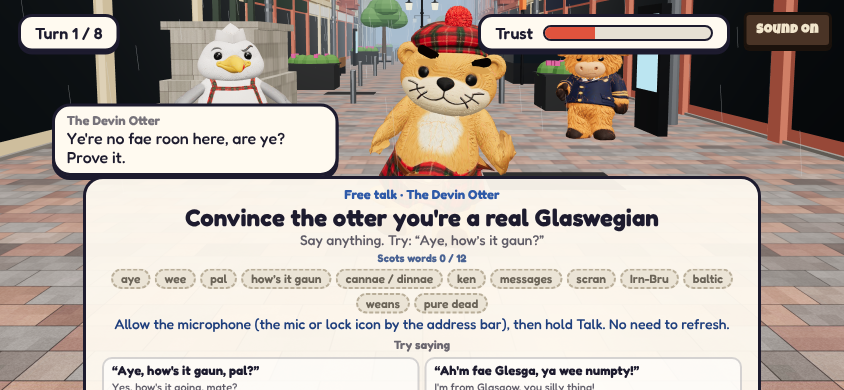 Turn 1 / 8
Trust
Sound on
The Devin Otter
Ye're no fae roon here, are ye?
Prove it.
Free talk · The Devin Otter
Convince the otter you're a real Glaswegian
Say anything. Try: “Aye, how's it gaun?”
Scots words 0 / 12
aye wee pal how's it gaun cannae / dinnae ken messages scran Irn-Bru baltic
weans pure dead
Allow the microphone (the mic or lock icon by the address bar), then hold Talk. No need to refresh.
Try saying
“Aye, how's it gaun, pal?” “Ah'm fae Glesga, ya wee numpty!”
Yes, how's it going, mate? I'm from Glasgow, you silly thing!